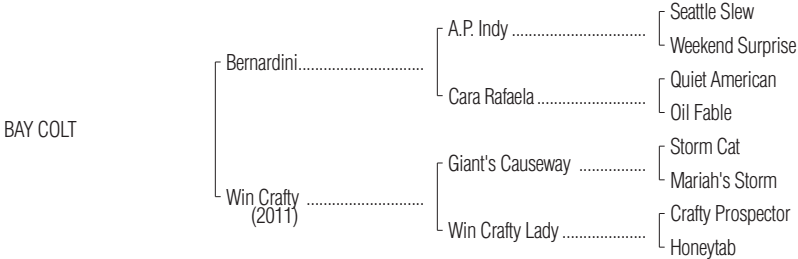 Seattle Slew
A.P. Indy ................................
Weekend Surprise
Bernardini..............................
Quiet American
Cara Rafaela ..........................
Oil Fable
BAY COLT
Storm Cat
Giant's Causeway ................
Mariah's Storm
Win Crafty ............................
(2011)
Crafty Prospector
Win Crafty Lady ....................
Honeytab